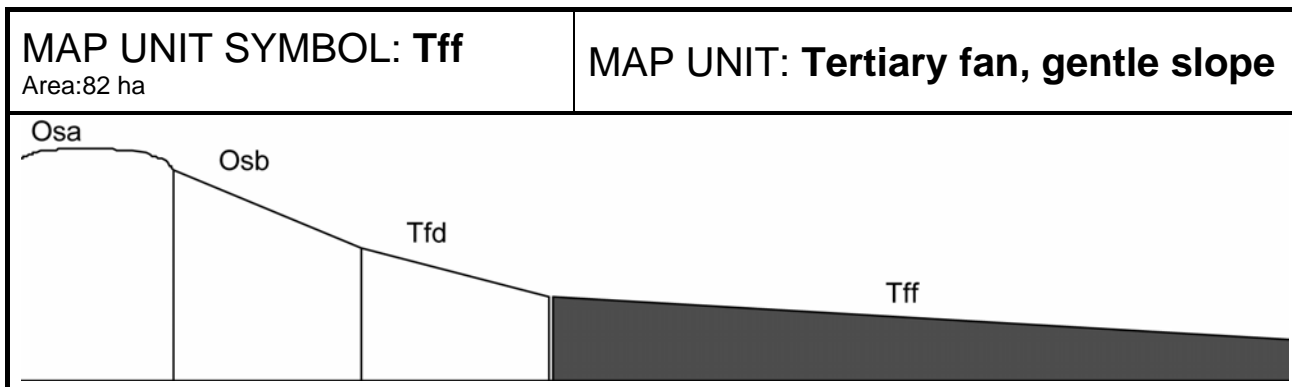 MAP UNIT SYMBOL: Tff
Area:82 ha
MAP UNIT: Tertiary fan, gentle slope
Osa
Osb
Tfd
Tff